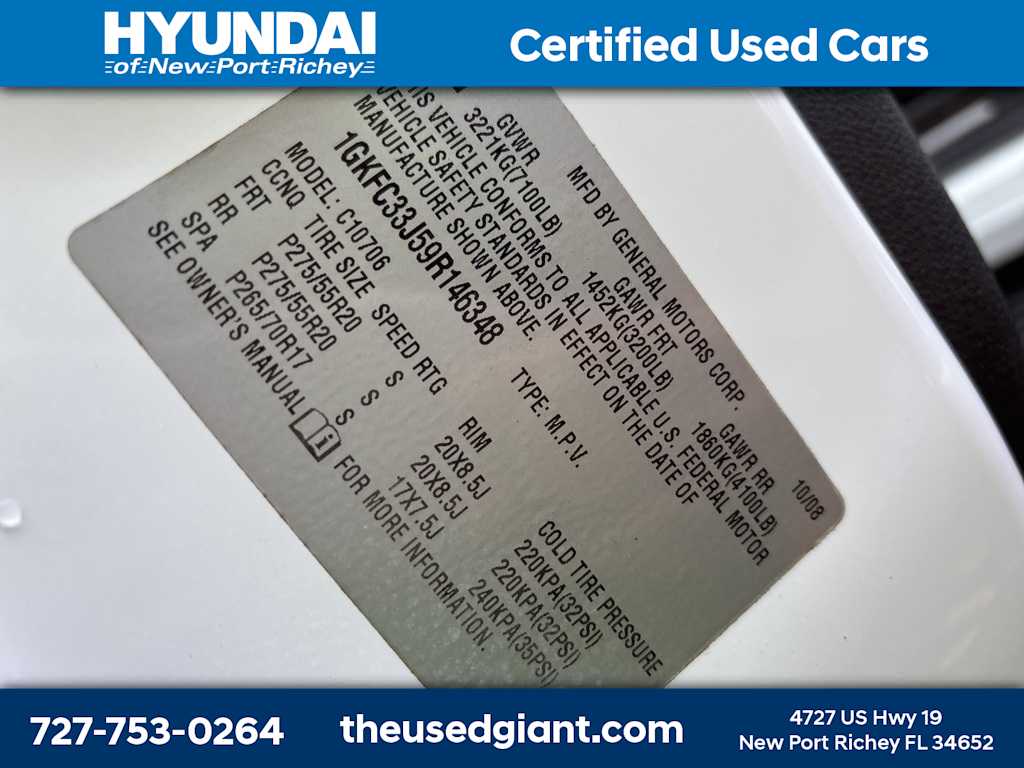 HYUNDAI
of New Port Richey
Certified Used Cars
MFD BY GENERAL MOTORS CORP. 10/08
GVWR GAWR FRT GAWR RR
3221KG(7100LB) 1452KG(3200LB) 1860KG(4100LB)
THIS VEHICLE CONFORMS TO ALL APPLICABLE U.S. FEDERAL MOTOR
VEHICLE SAFETY STANDARDS IN EFFECT ON THE DATE OF
MANUFACTURE SHOWN ABOVE.
1GKFC33J59R146348 TYPE: M.P.V.
MODEL: C10706
CCNQ TIRE SIZE SPEED RTG RIM COLD TIRE PRESSURE
FRT P275/55R20 S 20X8.5J 220KPA(32PSI)
RR P275/55R20 S 20X8.5J 220KPA(32PSI)
SPA P265/70R17 S 17X7.5J 240KPA(35PSI)
SEE OWNER'S MANUAL FOR MORE INFORMATION.
727-753-0264
theusedgiant.com
4727 US Hwy 19
New Port Richey FL 34652